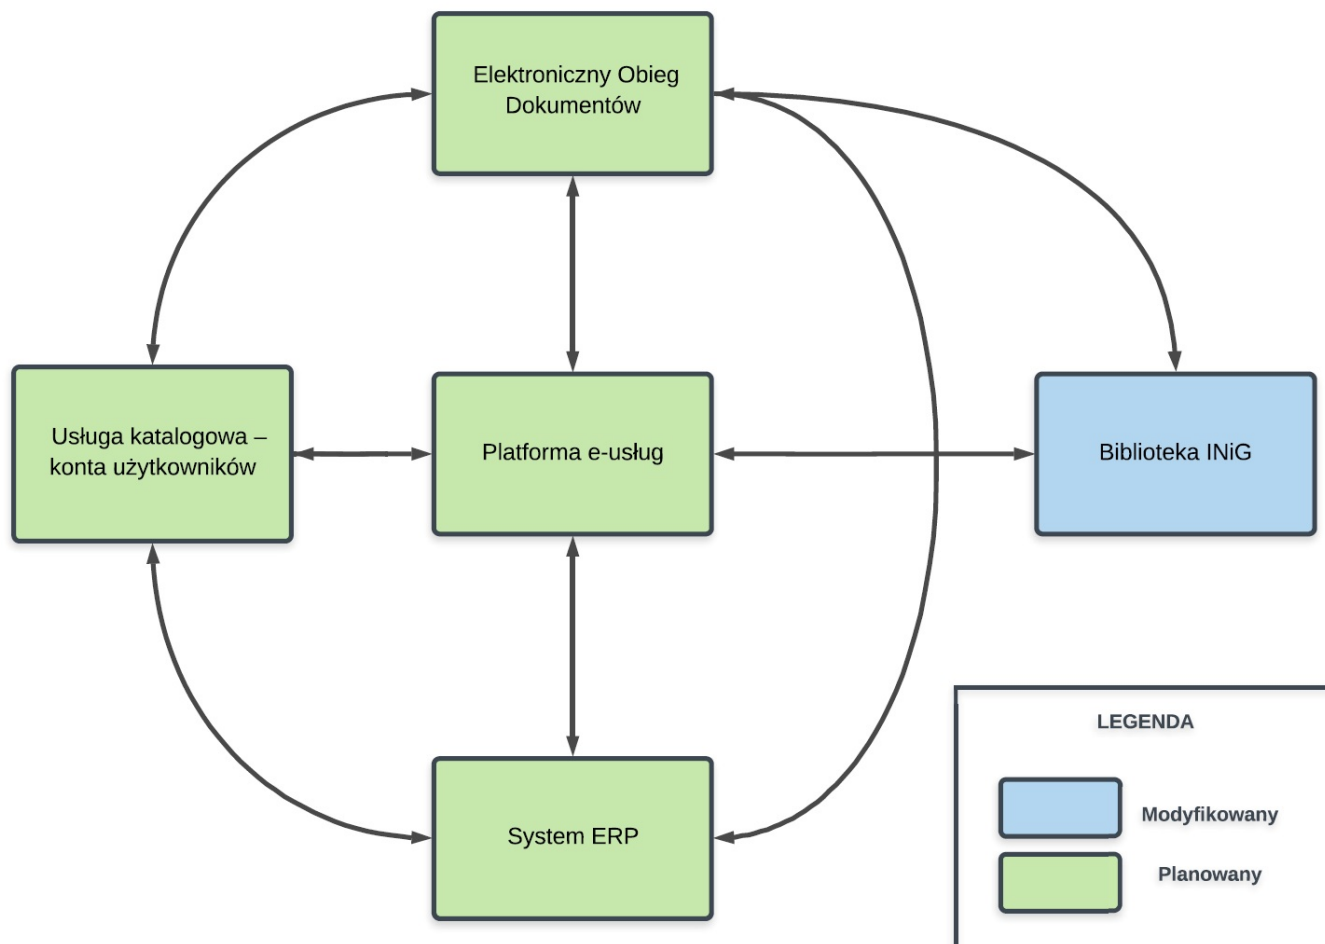 Elektroniczny Obieg
Dokumentów
Usługa katalogowa –
konta użytkowników
Platforma e-usług
Biblioteka INiG
System ERP
LEGENDA
Modyfikowany
Planowany